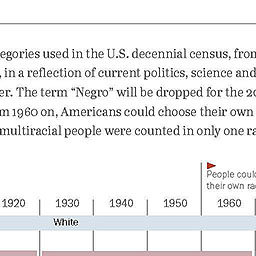 egories used in the U.S. decennial census, from
, in a reflection of current politics, science and
er. The term “Negro” will be dropped for the 20
m 1960 on, Americans could choose their own
multiracial people were counted in only one ra
People coul
their own ra
1920 1930 1940 1950 1960
White